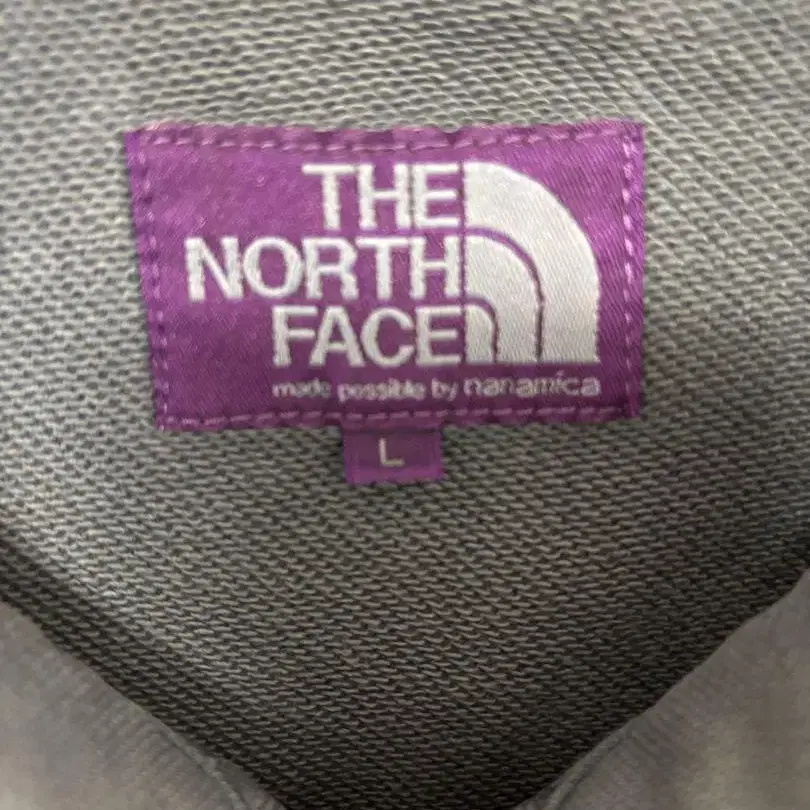 THE
NORTH
FACE
made possible by nanamica
L